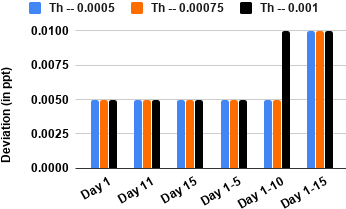 Th -- 0.0005 Th -- 0.00075 Th -- 0.001
Deviation (in ppt)
0.0100
0.0075
0.0050
0.0025
0.0000
Day 1 Day 11 Day 15 Day 1-5 Day 1-10 Day 1-15